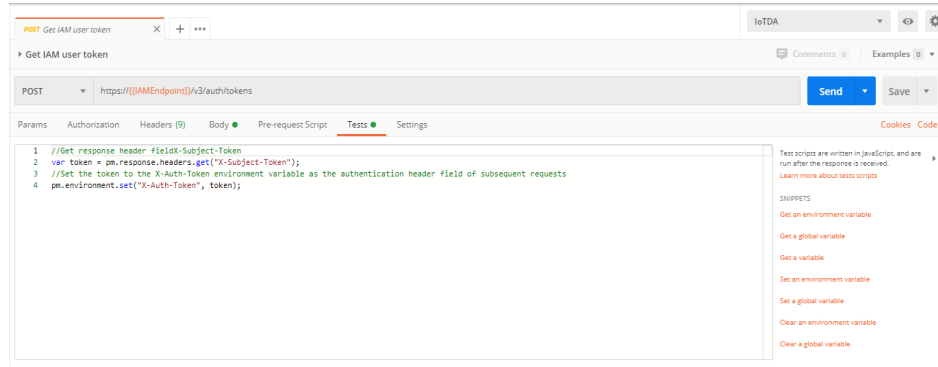 POST Get IAM user token
IoTDA
Get IAM user token
Comments 0 Examples 0
POST https://{{IAMEndpoint}}/v3/auth/tokens Send Save
Params Authorization Headers (9) Body Pre-request Script Tests Settings Cookies Code
1 //Get response header fieldX-Subject-Token
2 var token = pm.response.headers.get("X-Subject-Token");
3 //Set the token to the X-Auth-Token environment variable as the authentication header field of subsequent requests
4 pm.environment.set("X-Auth-Token", token);
Test scripts are written in JavaScript, and are
run after the response is received.
Learn more about tests scripts
SNIPPETS
Get an environment variable
Get a global variable
Get a variable
Set an environment variable
Set a global variable
Clear an environment variable
Clear a global variable